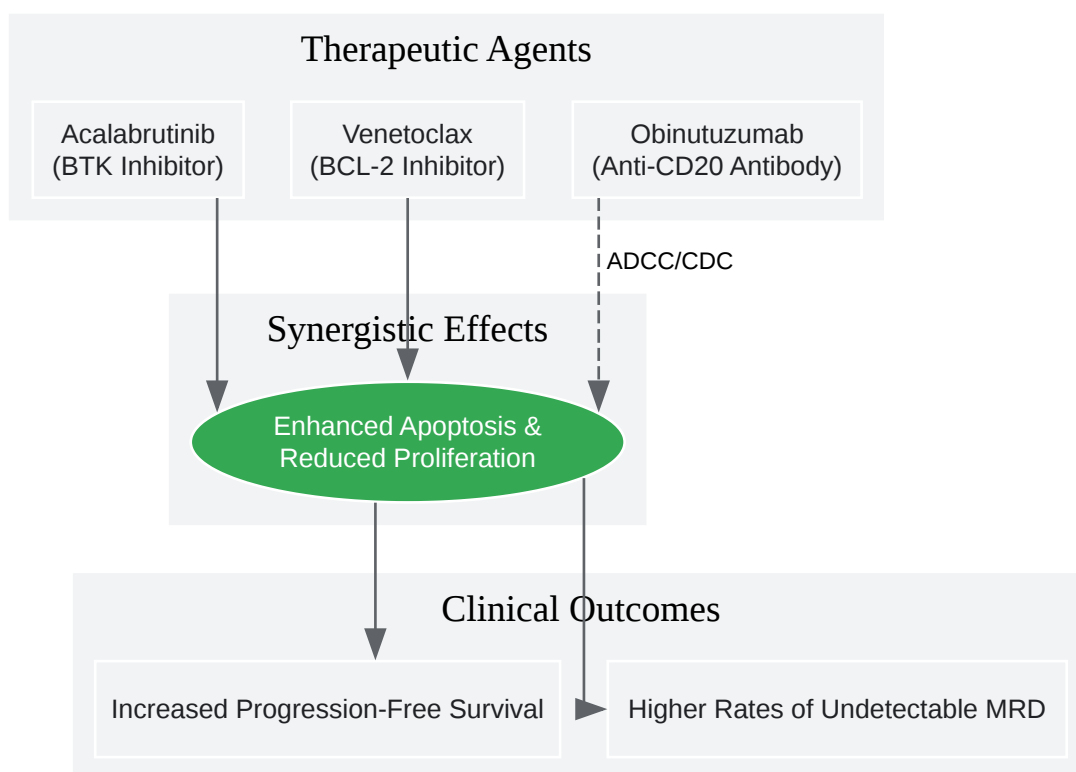 Therapeutic Agents
Acalabrutinib
(BTK Inhibitor)
Venetoclax
(BCL-2 Inhibitor)
Obinutuzumab
(Anti-CD20 Antibody)
ADCC/CDC
Synergistic Effects
Enhanced Apoptosis &
Reduced Proliferation
Clinical Outcomes
Increased Progression-Free Survival
Higher Rates of Undetectable MRD